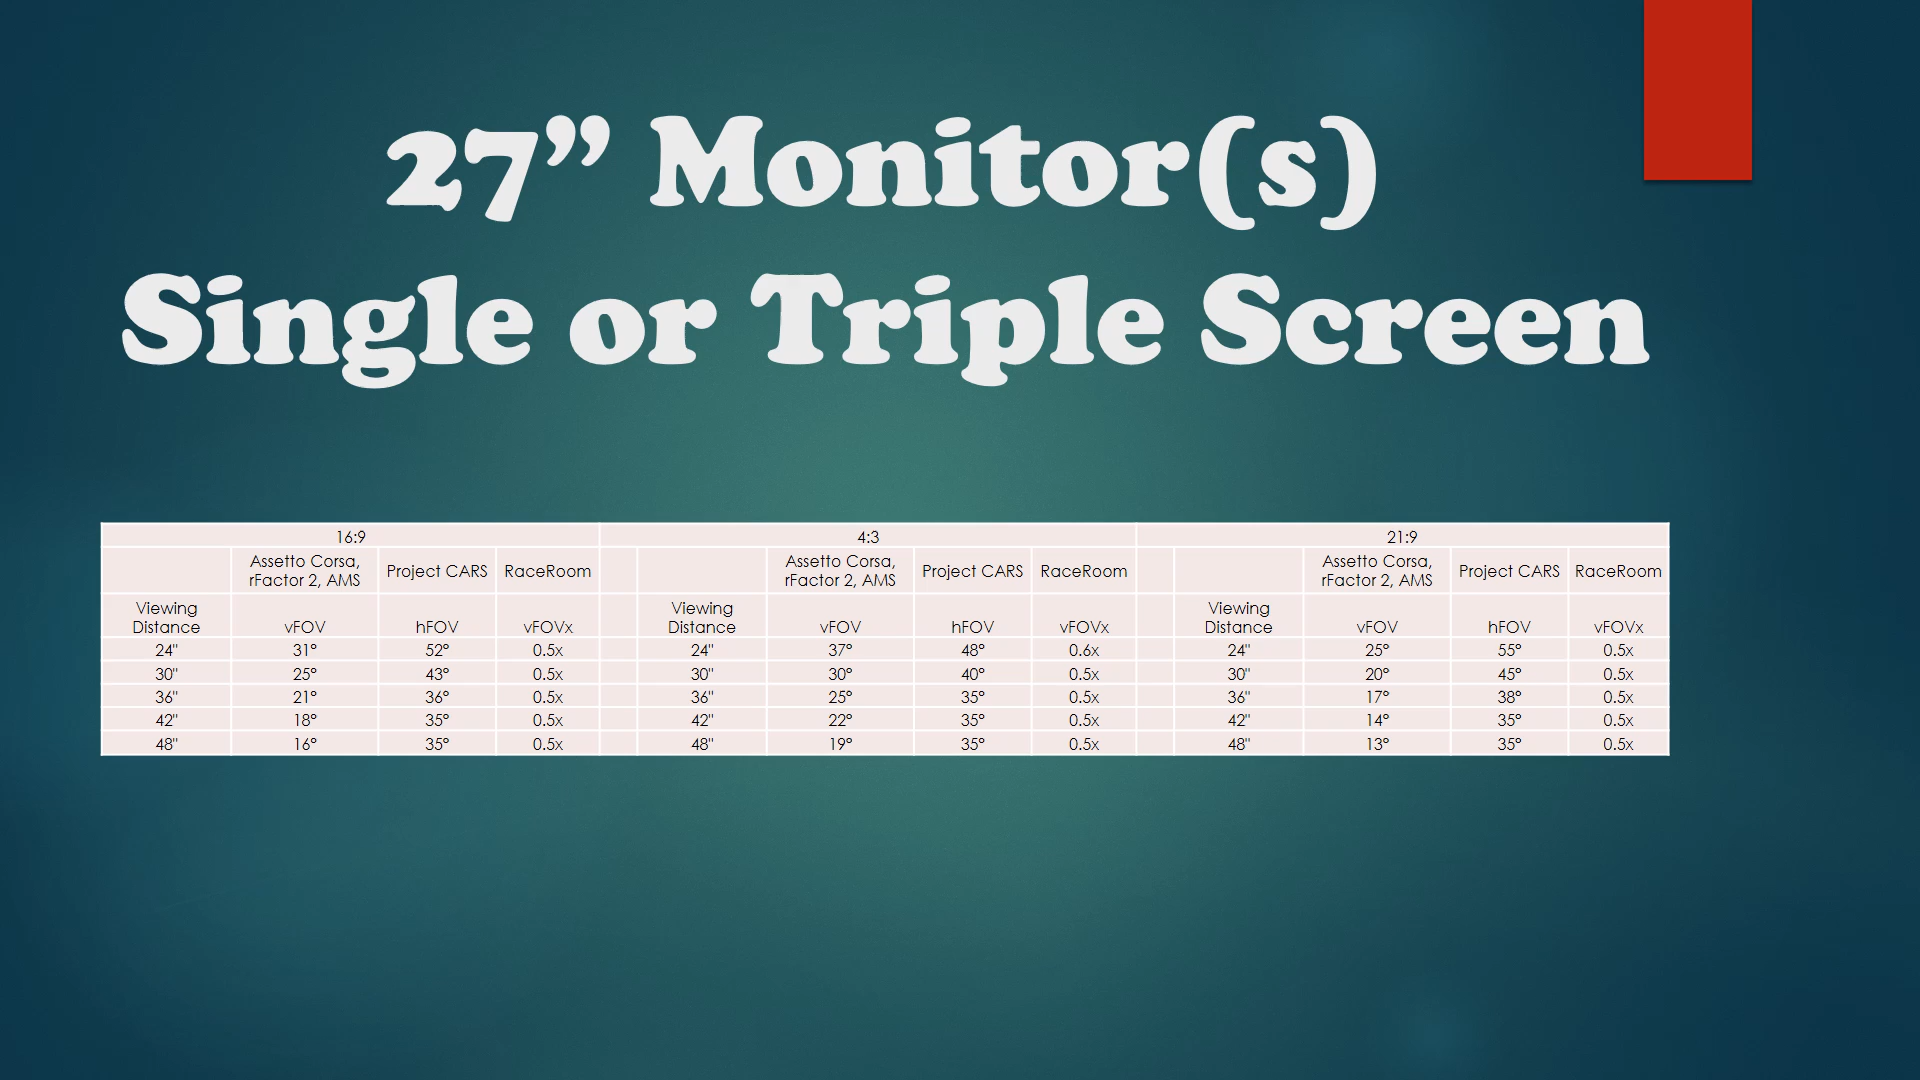 27” Monitor(s)
Single or Triple Screen
16:9 4:3 21:9
Assetto Corsa, rFactor 2, AMS Project CARS RaceRoom Assetto Corsa, rFactor 2, AMS Project CARS RaceRoom Assetto Corsa, rFactor 2, AMS Project CARS RaceRoom
Viewing Distance vFOV hFOV vFOVx Viewing Distance vFOV hFOV vFOVx Viewing Distance vFOV hFOV vFOVx
24" 31° 52° 0.5x 24" 37° 48° 0.6x 24" 25° 55° 0.5x
30" 25° 43° 0.5x 30" 30° 40° 0.5x 30" 20° 45° 0.5x
36" 21° 36° 0.5x 36" 25° 35° 0.5x 36" 17° 38° 0.5x
42" 18° 35° 0.5x 42" 22° 35° 0.5x 42" 14° 35° 0.5x
48" 16° 35° 0.5x 48" 19° 35° 0.5x 48" 13° 35° 0.5x